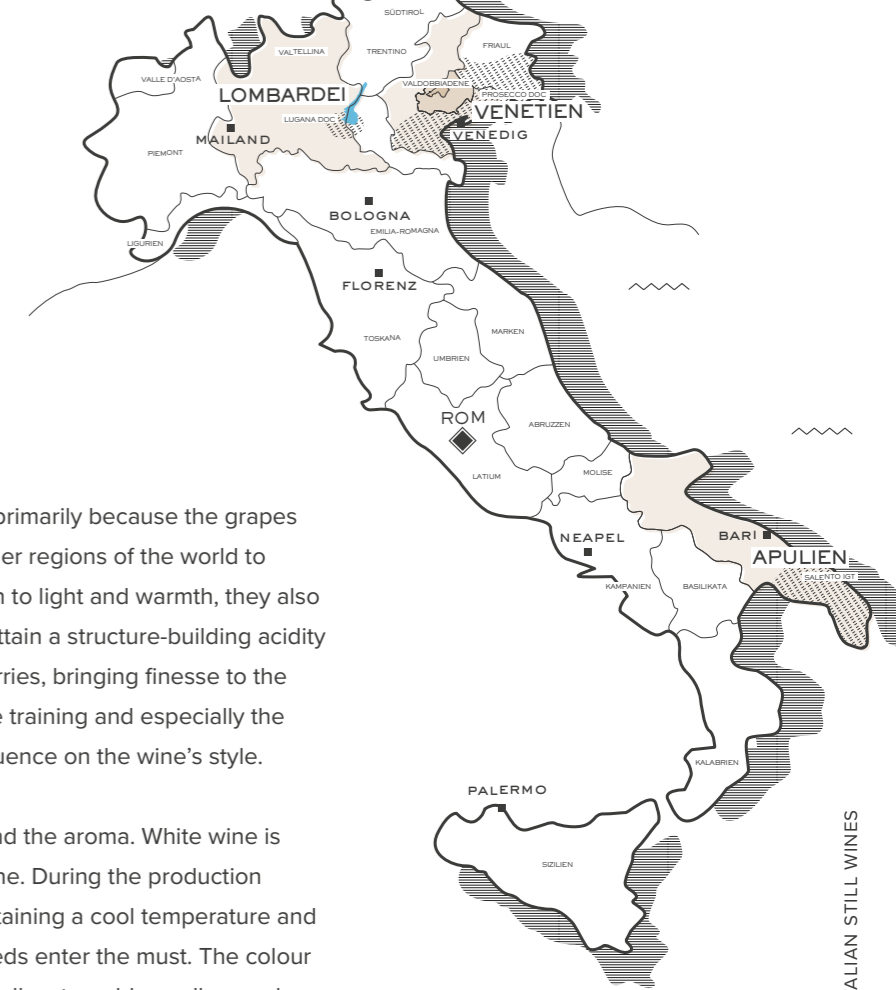 SÜDTIROL
FRIAUL
VALTELLINA
TRENTINO
VALLE D'AOSTA
VALDOBBIADENE
LOMBARDEI
PROSECCO DOC
VENETIEN
LUGANA DOC
VENEDIG
MAILAND
PIEMONT
BOLOGNA
EMILIA-ROMAGNA
LIGURIEN
FLORENZ
MARKEN
TOSKANA
UMBRIEN
ROM
ABRUZZEN
MOLISE
LATIUM
NEAPEL
BARI
APULIEN
SALENTO IGT
KAMPANIEN
BASILIKATA
KALABRIEN
PALERMO
SIZILIEN
primarily because the grapes
er regions of the world to
to light and warmth, they also
ttain a structure-building acidity
rries, bringing finesse to the
training and especially the
uence on the wine's style.
nd the aroma. White wine is
ne. During the production
taining a cool temperature and
eds enter the must. The colour
ALIAN STILL WINES